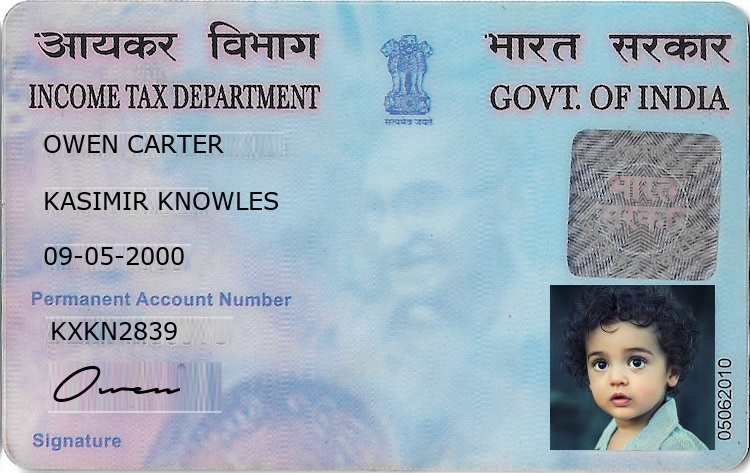 आयकर विभाग
भारत सरकार
INCOME TAX DEPARTMENT
GOVT. OF INDIA
सत्यमेव जयते
OWEN CARTER
KASIMIR KNOWLES
09-05-2000
भारत
सरकार
Permanent Account Number
KXKN2839
Owen
Signature
05062010